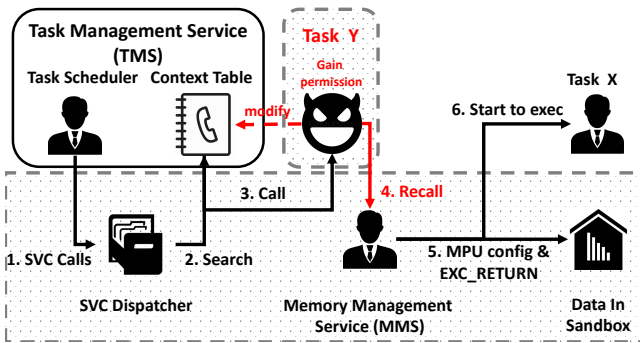 Task Management Service
(TMS)
Task Scheduler
Context Table
Task Y
Gain
permission
modify
Task X
6. Start to exec
3. Call
4. Recall
1. SVC Calls
2. Search
5. MPU config &
EXC_RETURN
SVC Dispatcher
Memory Management
Service (MMS)
Data In
Sandbox